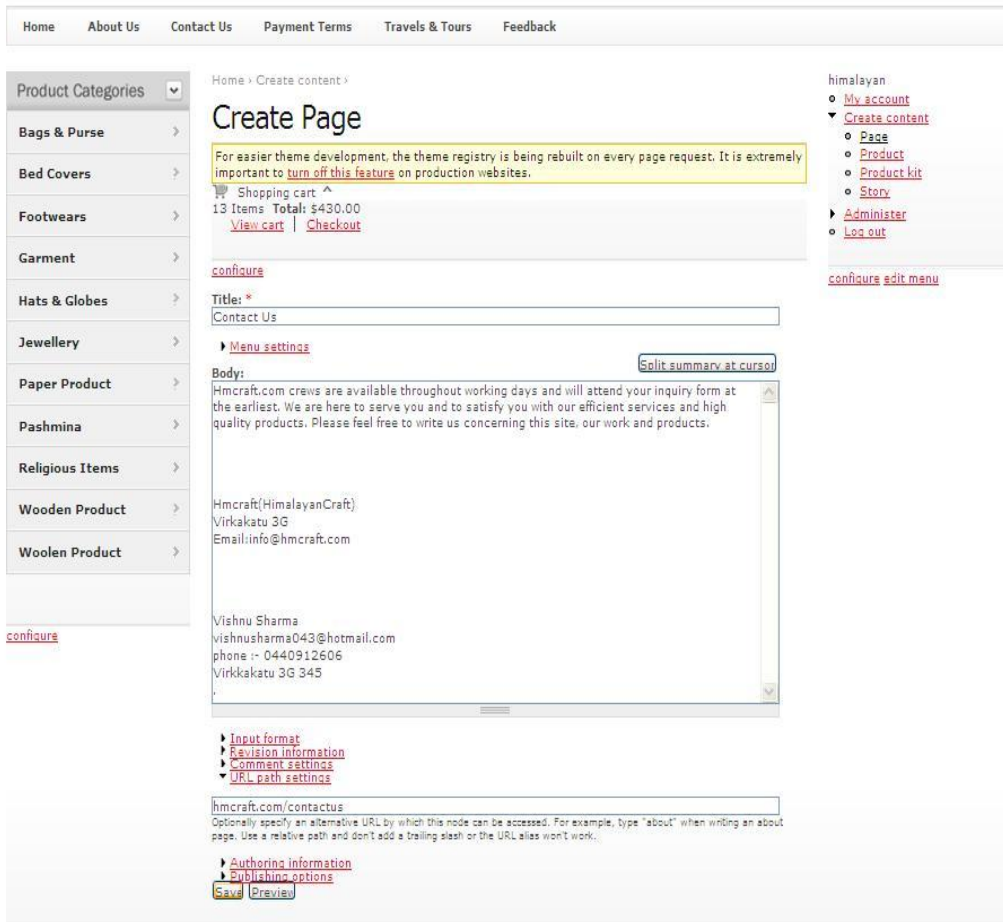 Home About Us Contact Us Payment Terms Travels & Tours Feedback
Product Categories
Bags & Purse
Bed Covers
Footwears
Garment
Hats & Globes
Jewellery
Paper Product
Pashmina
Religious Items
Wooden Product
Woolen Product
configure
Home › Create content ›
Create Page
For easier theme development, the theme registry is being rebuilt on every page request. It is extremely
important to turn off this feature on production websites.
Shopping cart ^
13 Items Total: $430.00
View cart | Checkout
configure
Title: *
Contact Us
Menu settings
Split summary at cursor
Body:
Hmcraft.com crews are available throughout working days and will attend your inquiry form at
the earliest. We are here to serve you and to satisfy you with our efficient services and high
quality products. Please feel free to write us concerning this site, our work and products.
Hmcraft(HimalayanCraft)
Virkakatu 3G
Email:info@hmcraft.com
Vishnu Sharma
vishnusharma043@hotmail.com
phone :- 0440912606
Virkkakatu 3G 345
.
Input format
Revision information
Comment settings
URL path settings
hmcraft.com/contactus
Optionally specify an alternative URL by which this node can be accessed. For example, type "about" when writing an about
page. Use a relative path and don't add a trailing slash or the URL alias won't work.
Authoring information
Publishing options
Save Preview
himalayan
My account
Create content
Page
Product
Product kit
Story
Administer
Log out
configure edit menu